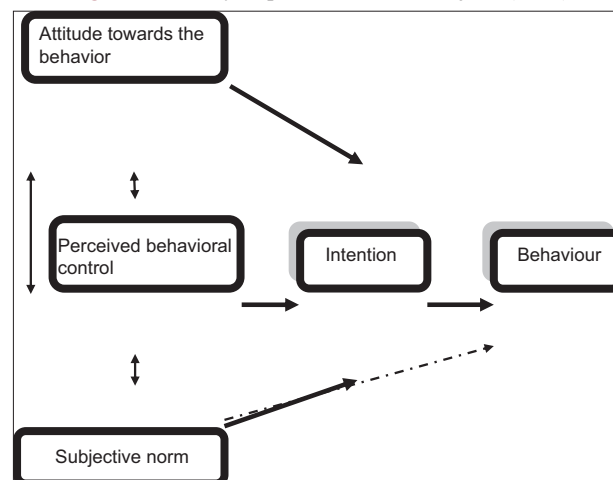 Attitude towards the
behavior
Perceived behavioral
control
Intention
Behaviour
Subjective norm